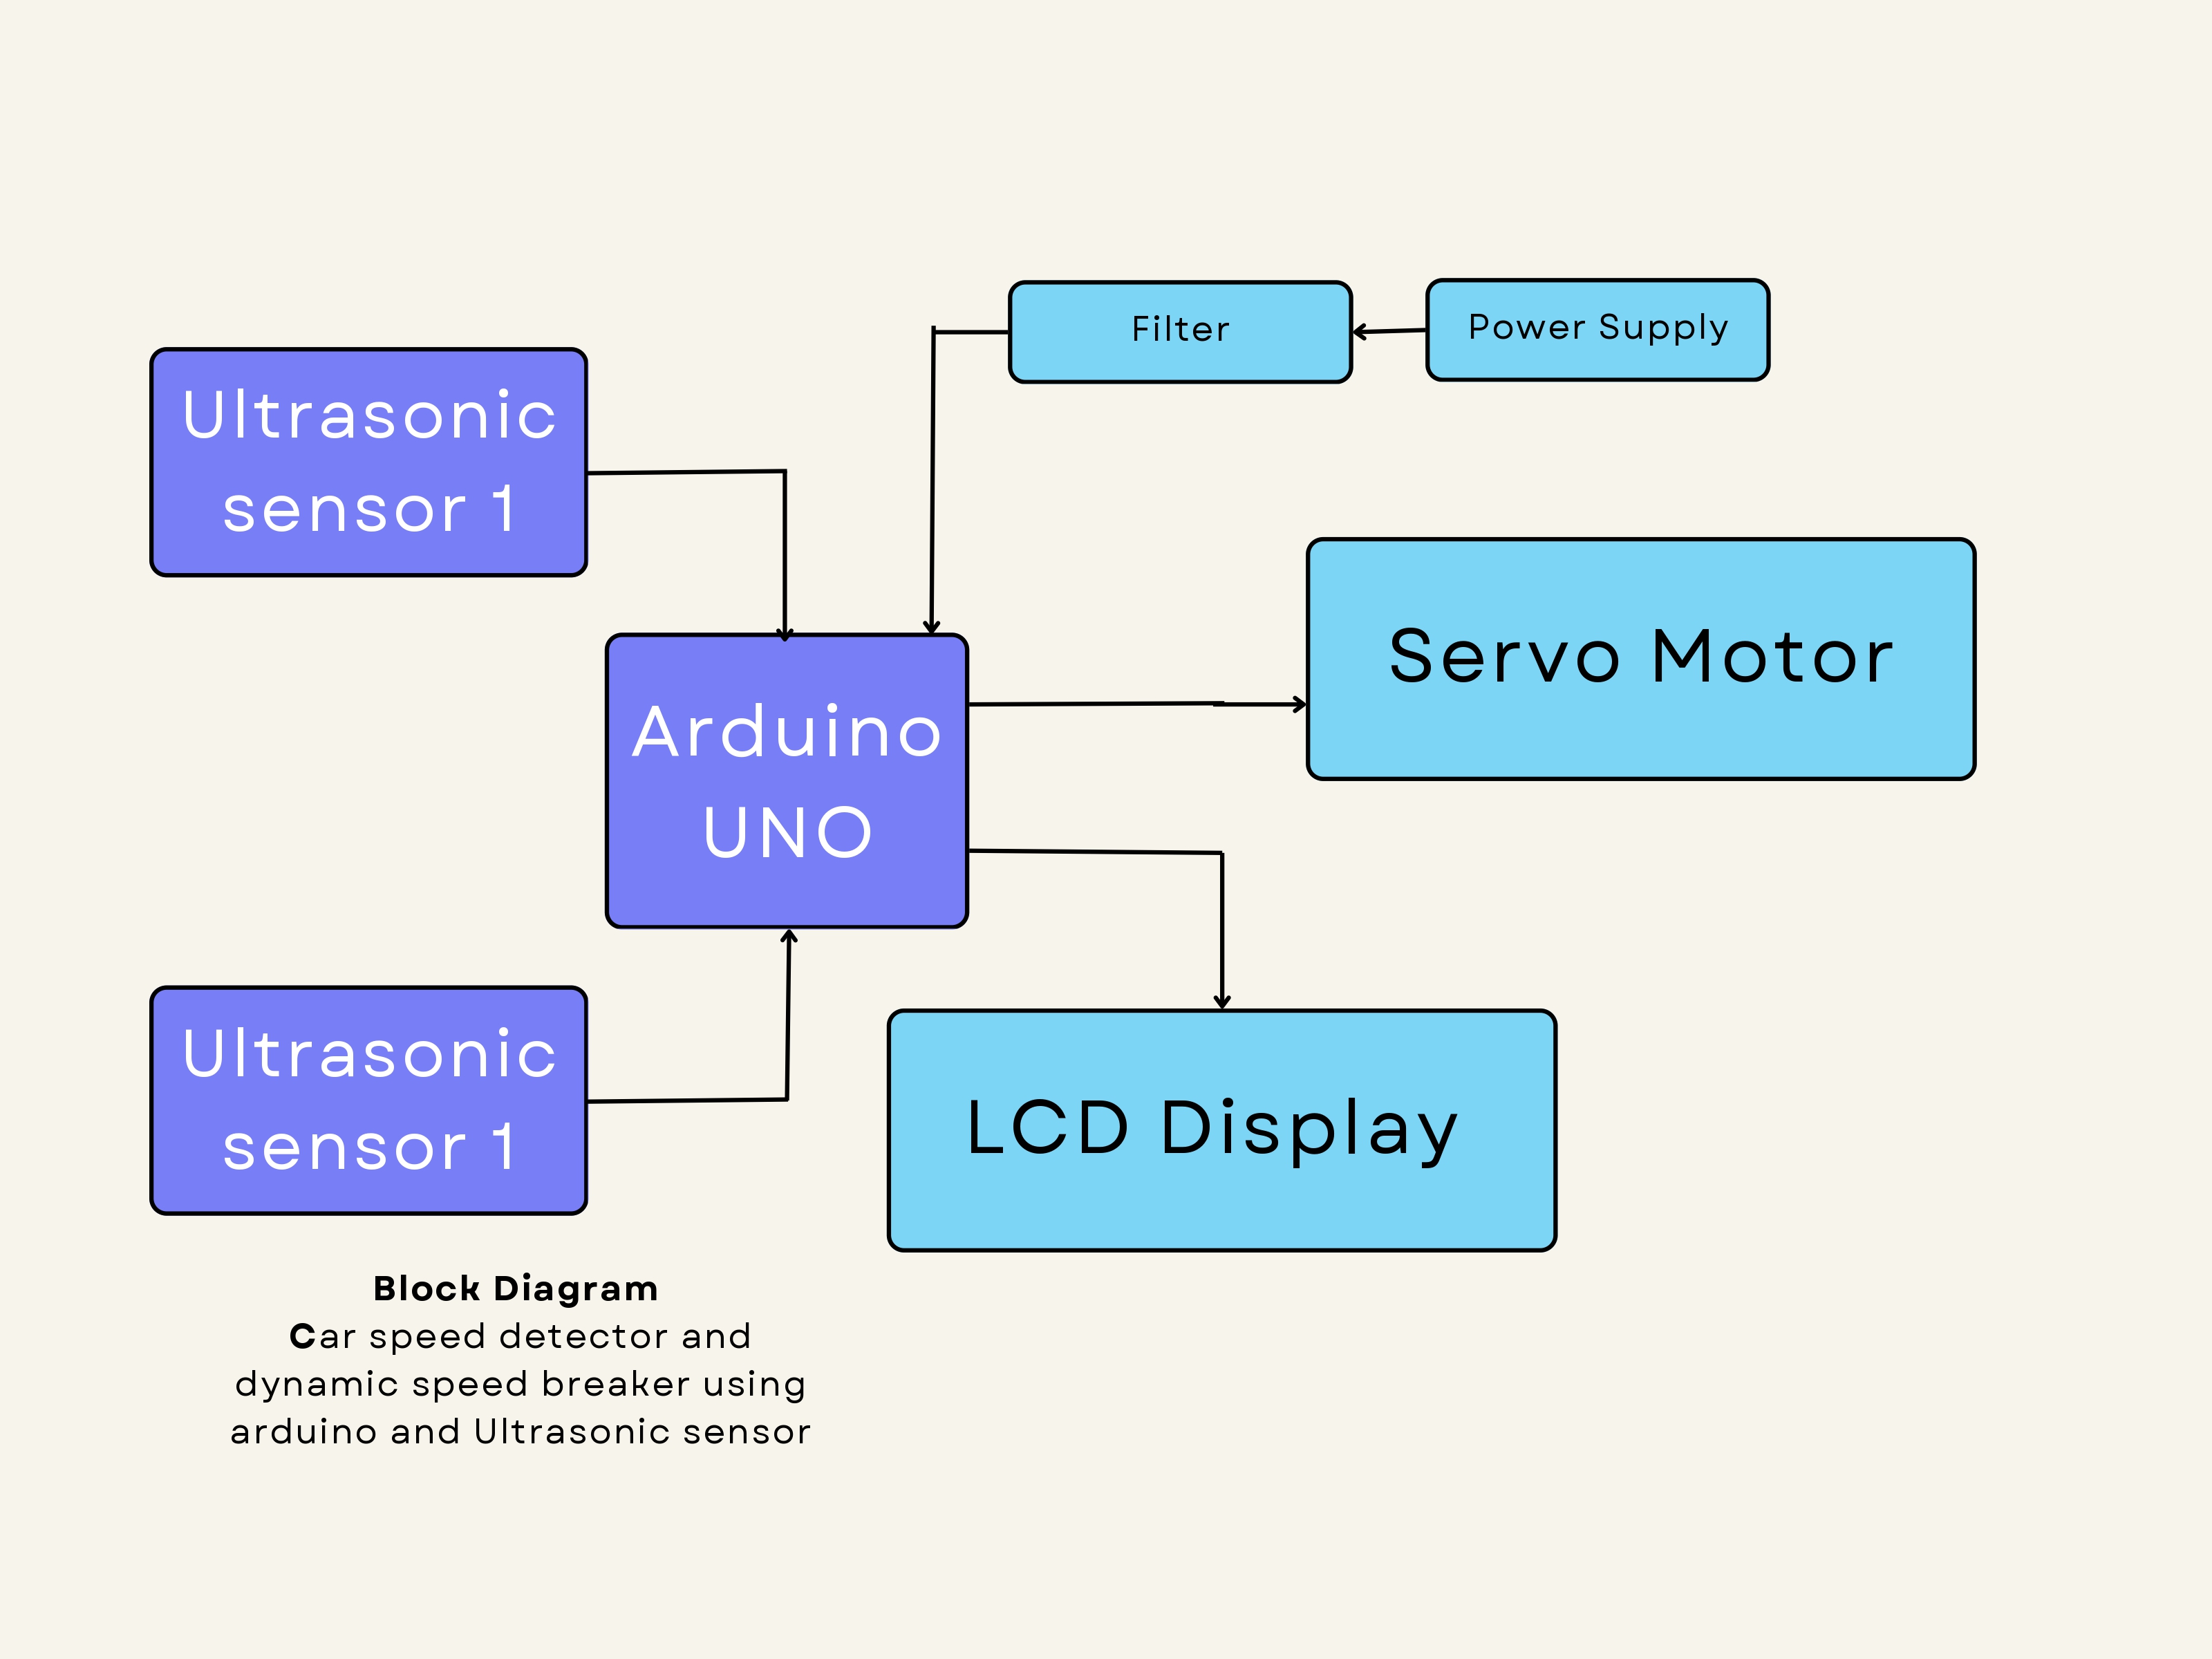 Filter
Power Supply
Ultrasonic
sensor 1
Servo Motor
Arduino
UNO
Ultrasonic
sensor 1
LCD Display
Block Diagram
Car speed detector and
dynamic speed breaker using
arduino and Ultrasonic sensor